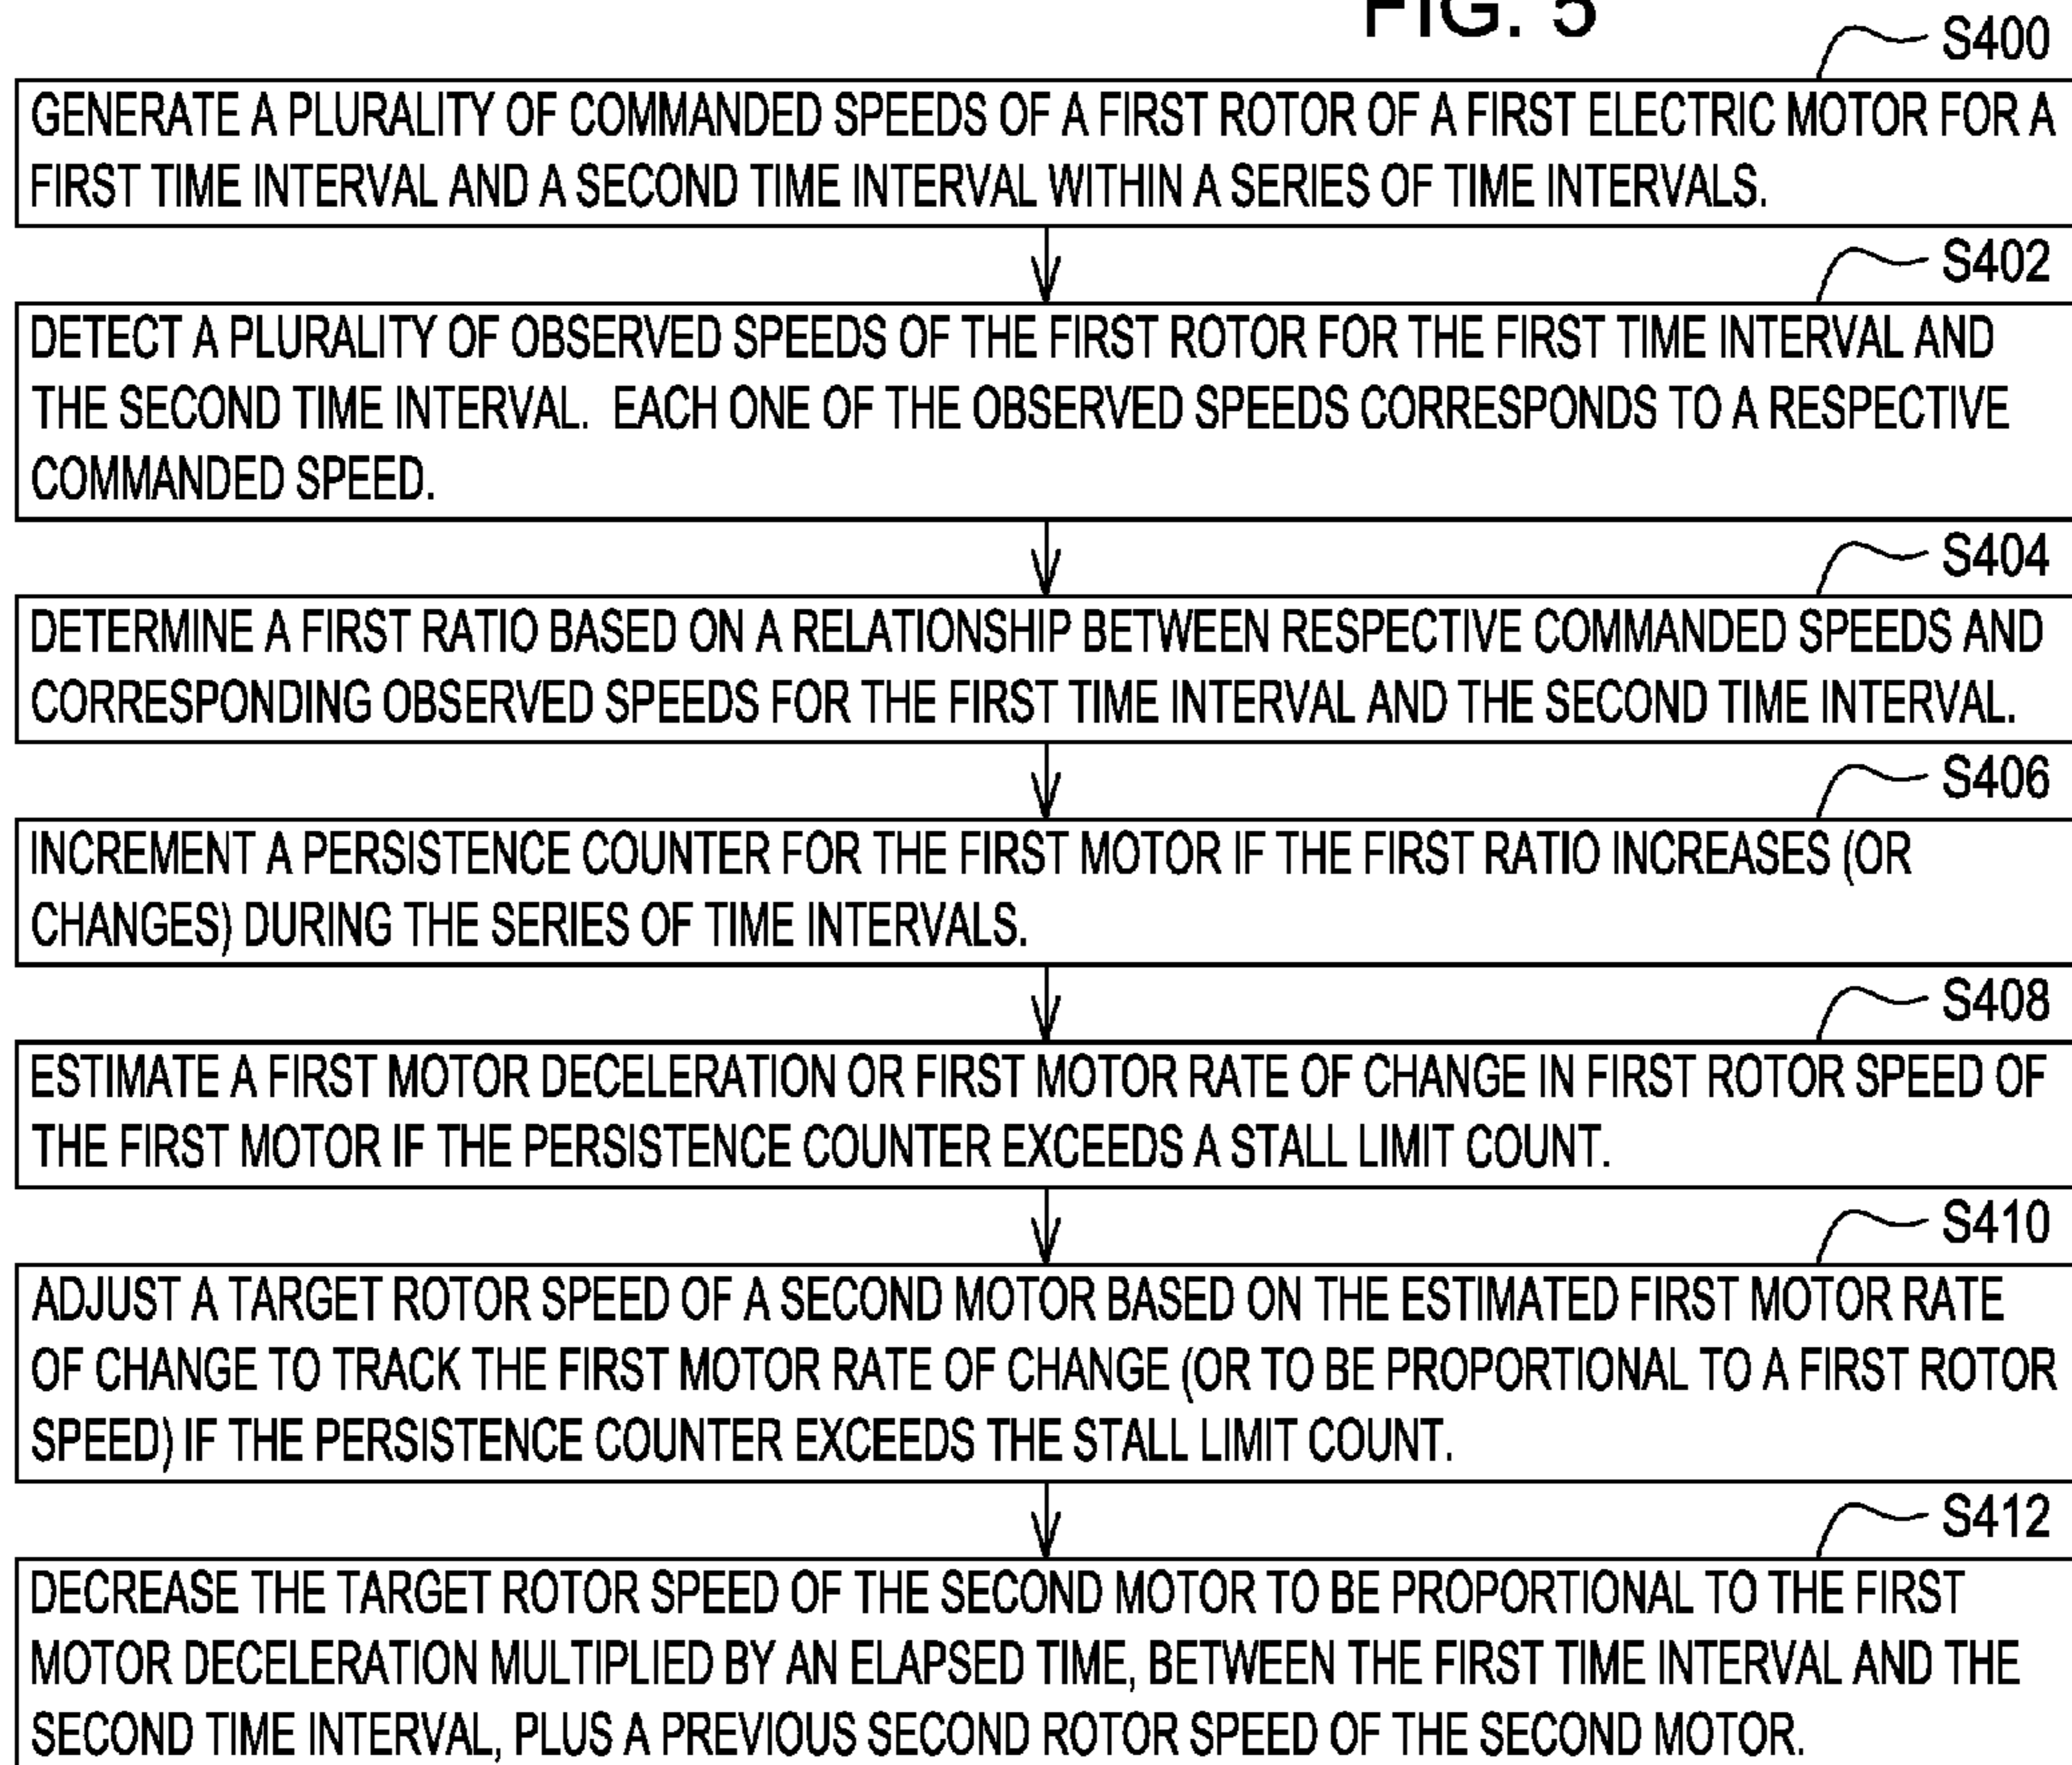 FIG. 5
S400
GENERATE A PLURALITY OF COMMANDED SPEEDS OF A FIRST ROTOR OF A FIRST ELECTRIC MOTOR FOR A
FIRST TIME INTERVAL AND A SECOND TIME INTERVAL WITHIN A SERIES OF TIME INTERVALS.
S402
DETECT A PLURALITY OF OBSERVED SPEEDS OF THE FIRST ROTOR FOR THE FIRST TIME INTERVAL AND
THE SECOND TIME INTERVAL. EACH ONE OF THE OBSERVED SPEEDS CORRESPONDS TO A RESPECTIVE
COMMANDED SPEED.
S404
DETERMINE A FIRST RATIO BASED ON A RELATIONSHIP BETWEEN RESPECTIVE COMMANDED SPEEDS AND
CORRESPONDING OBSERVED SPEEDS FOR THE FIRST TIME INTERVAL AND THE SECOND TIME INTERVAL.
S406
INCREMENT A PERSISTENCE COUNTER FOR THE FIRST MOTOR IF THE FIRST RATIO INCREASES (OR
CHANGES) DURING THE SERIES OF TIME INTERVALS.
S408
ESTIMATE A FIRST MOTOR DECELERATION OR FIRST MOTOR RATE OF CHANGE IN FIRST ROTOR SPEED OF
THE FIRST MOTOR IF THE PERSISTENCE COUNTER EXCEEDS A STALL LIMIT COUNT.
S410
ADJUST A TARGET ROTOR SPEED OF A SECOND MOTOR BASED ON THE ESTIMATED FIRST MOTOR RATE
OF CHANGE TO TRACK THE FIRST MOTOR RATE OF CHANGE (OR TO BE PROPORTIONAL TO A FIRST ROTOR
SPEED) IF THE PERSISTENCE COUNTER EXCEEDS THE STALL LIMIT COUNT.
S412
DECREASE THE TARGET ROTOR SPEED OF THE SECOND MOTOR TO BE PROPORTIONAL TO THE FIRST
MOTOR DECELERATION MULTIPLIED BY AN ELAPSED TIME, BETWEEN THE FIRST TIME INTERVAL AND THE
SECOND TIME INTERVAL, PLUS A PREVIOUS SECOND ROTOR SPEED OF THE SECOND MOTOR.